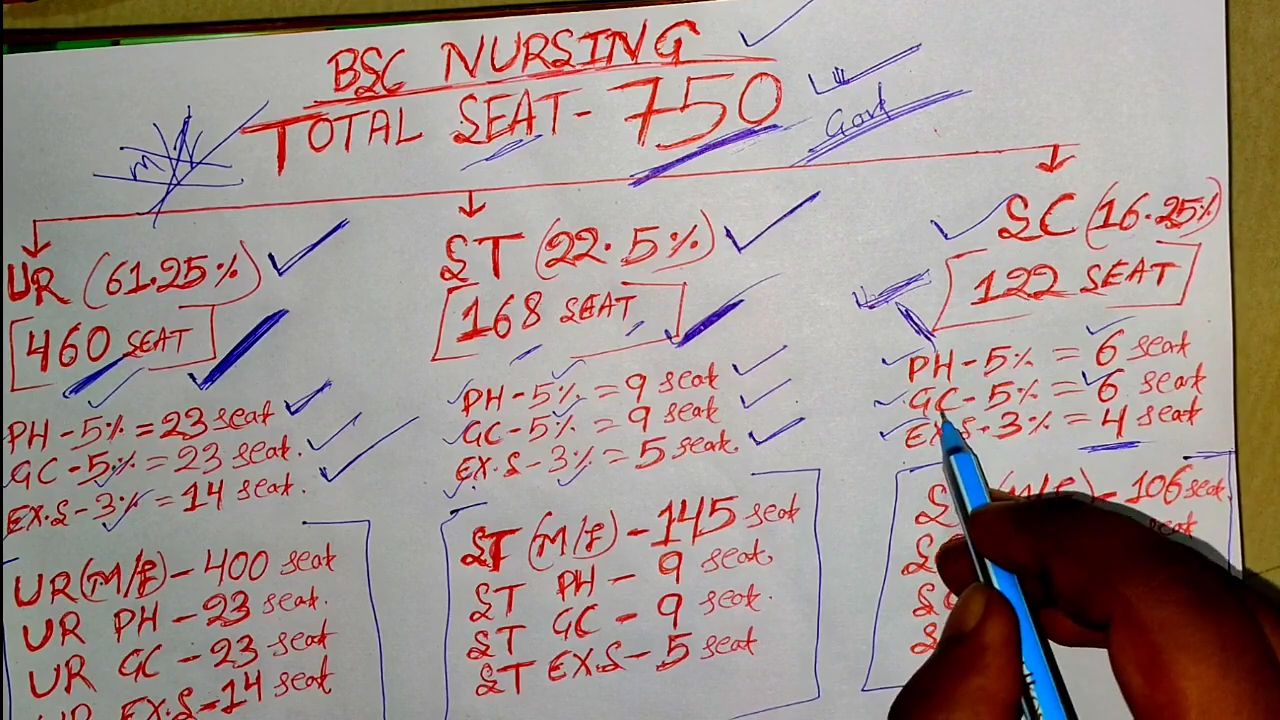 BSC NURSING
TOTAL SEAT- 750
Govt
UR (61.25%)
460 SEAT
PH - 5% = 23 seat
GC - 5% = 23 seat.
EX.S - 3% = 14 seat.
UR(M/F) - 400 seat
UR PH - 23 seat.
UR GC - 23 seat
UR EX.S - 14 seat
ST (22.5%)
168 SEAT
PH - 5% = 9 seat
GC - 5% = 9 seat
EX.S - 3% = 5 seat.
ST (M/F) - 145 seat
ST PH - 9 seat.
ST GC - 9 seat.
ST EX.S - 5 seat
SC (16.25%)
122 SEAT
PH - 5% = 6 seat
GC - 5% = 6 seat
EX.S - 3% = 4 seat
(M/F) - 106 seat.
seat